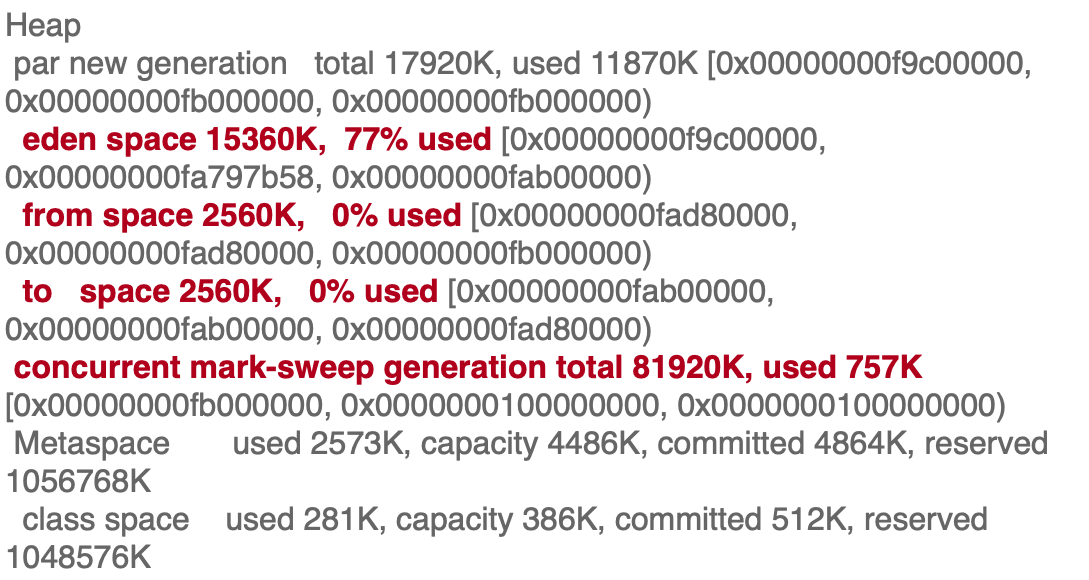 Heap
par new generation   total 17920K, used 11870K [0x00000000f9c00000,
0x00000000fb000000, 0x00000000fb000000)
eden space 15360K,  77% used [0x00000000f9c00000,
0x00000000fa797b58, 0x00000000fab00000)
from space 2560K,   0% used [0x00000000fad80000,
0x00000000fad80000, 0x00000000fb000000)
to   space 2560K,   0% used [0x00000000fab00000,
0x00000000fab00000, 0x00000000fad80000)
concurrent mark-sweep generation total 81920K, used 757K
[0x00000000fb000000, 0x0000000100000000, 0x0000000100000000)
Metaspace       used 2573K, capacity 4486K, committed 4864K, reserved
1056768K
class space    used 281K, capacity 386K, committed 512K, reserved
1048576K